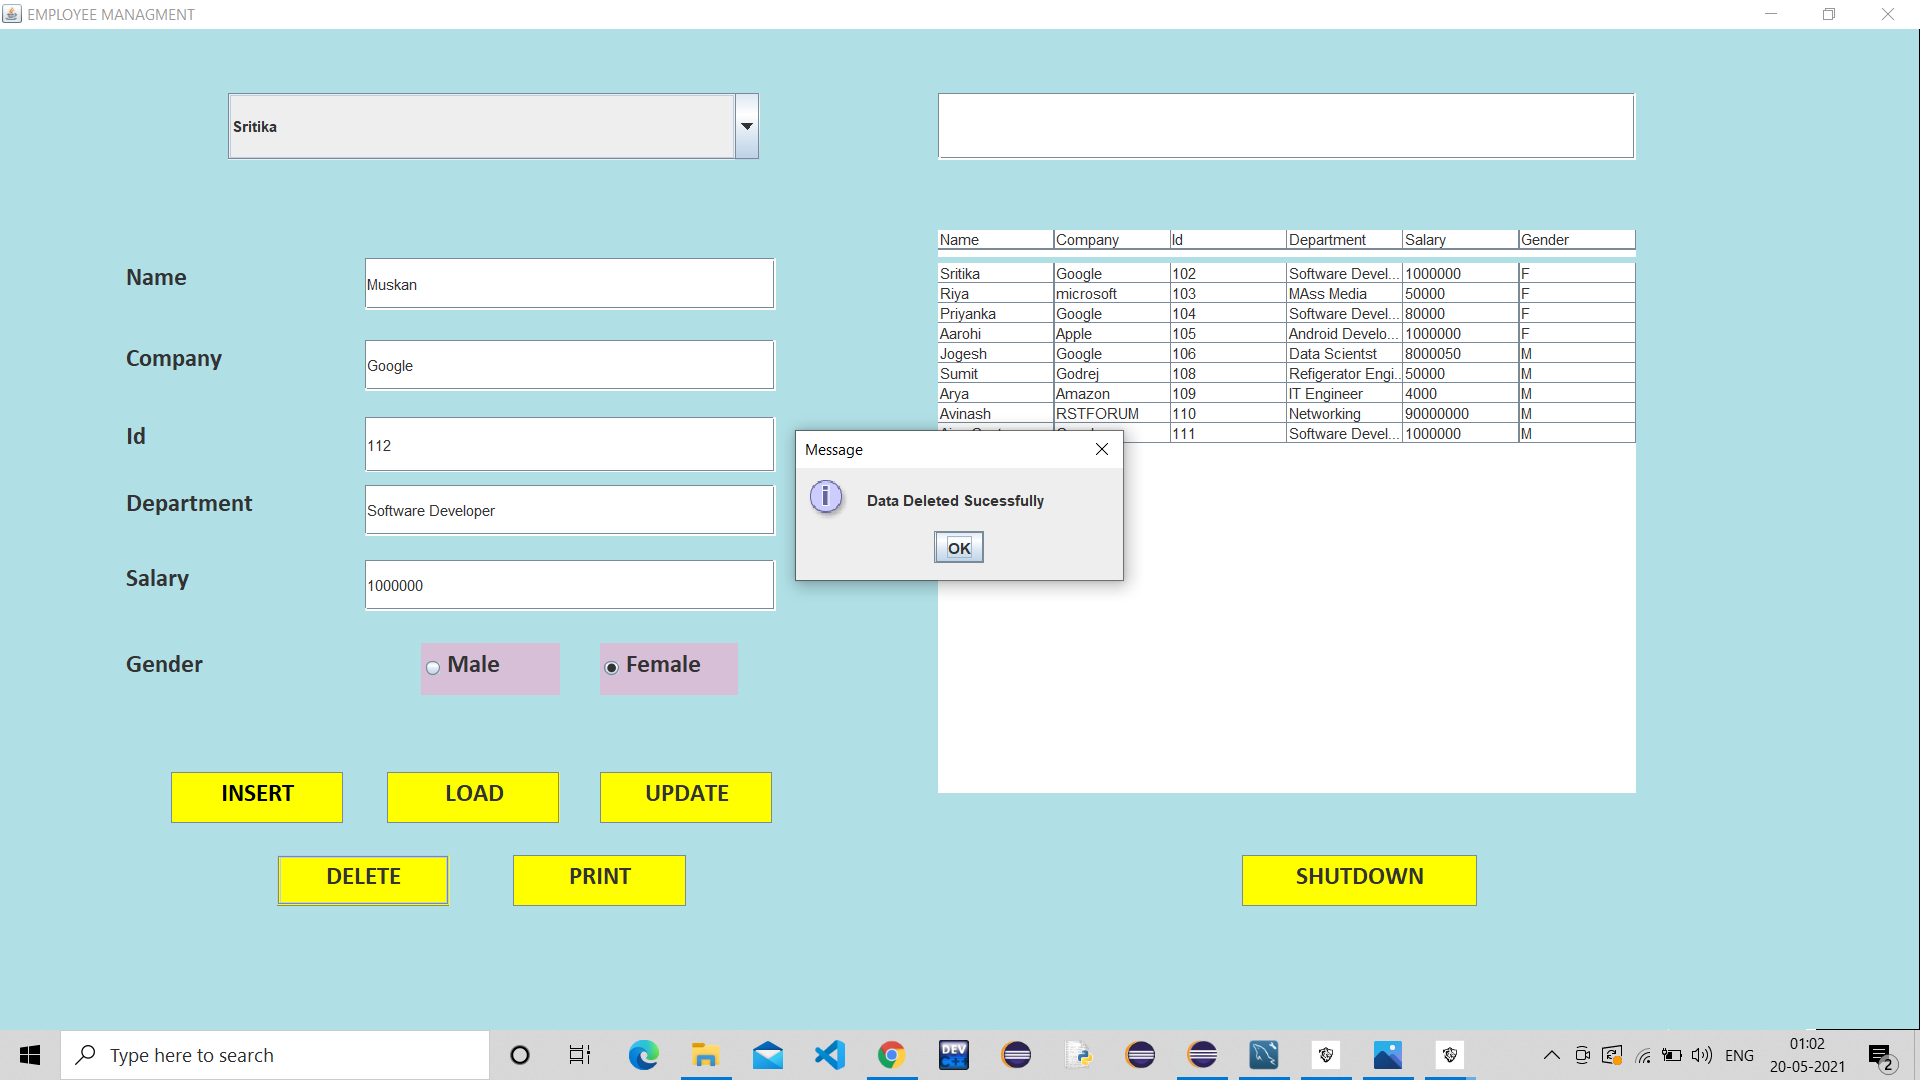 EMPLOYEE MANAGMENT
Sritika
Name Company Id Department Salary Gender
Sritika Google 102 Software Devel... 1000000 F
Riya microsoft 103 MAss Media 50000 F
Priyanka Google 104 Software Devel... 80000 F
Aarohi Apple 105 Android Develo... 1000000 F
Jogesh Google 106 Data Scientst 8000050 M
Sumit Godrej 108 Refigerator Engi... 50000 M
Arya Amazon 109 IT Engineer 4000 M
Avinash RSTFORUM 110 Networking 90000000 M
111 Software Devel... 1000000 M
Name Muskan
Company Google
Id 112
Department Software Developer
Salary 1000000
Gender Male Female
Message
Data Deleted Sucessfully
OK
INSERT LOAD UPDATE
DELETE PRINT SHUTDOWN
Type here to search
DEV
C++
ENG
01:02
20-05-2021
2